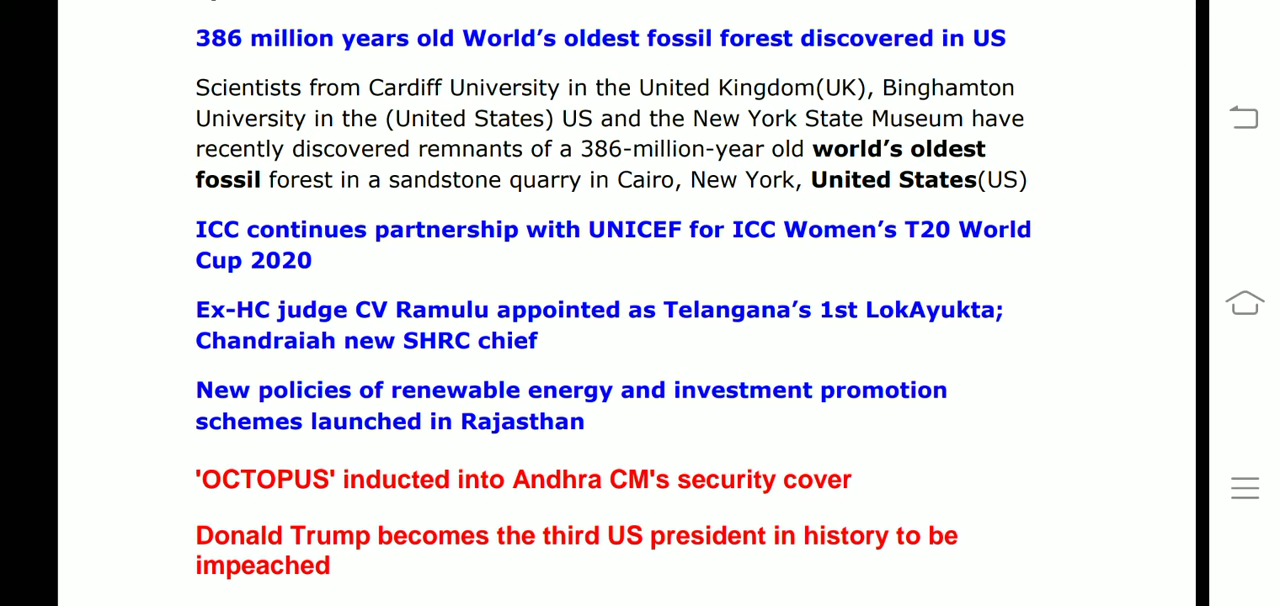 386 million years old World’s oldest fossil forest discovered in US
Scientists from Cardiff University in the United Kingdom(UK), Binghamton
University in the (United States) US and the New York State Museum have
recently discovered remnants of a 386-million-year old world’s oldest
fossil forest in a sandstone quarry in Cairo, New York, United States(US)
ICC continues partnership with UNICEF for ICC Women’s T20 World
Cup 2020
Ex-HC judge CV Ramulu appointed as Telangana’s 1st LokAyukta;
Chandraiah new SHRC chief
New policies of renewable energy and investment promotion
schemes launched in Rajasthan
'OCTOPUS' inducted into Andhra CM's security cover
Donald Trump becomes the third US president in history to be
impeached